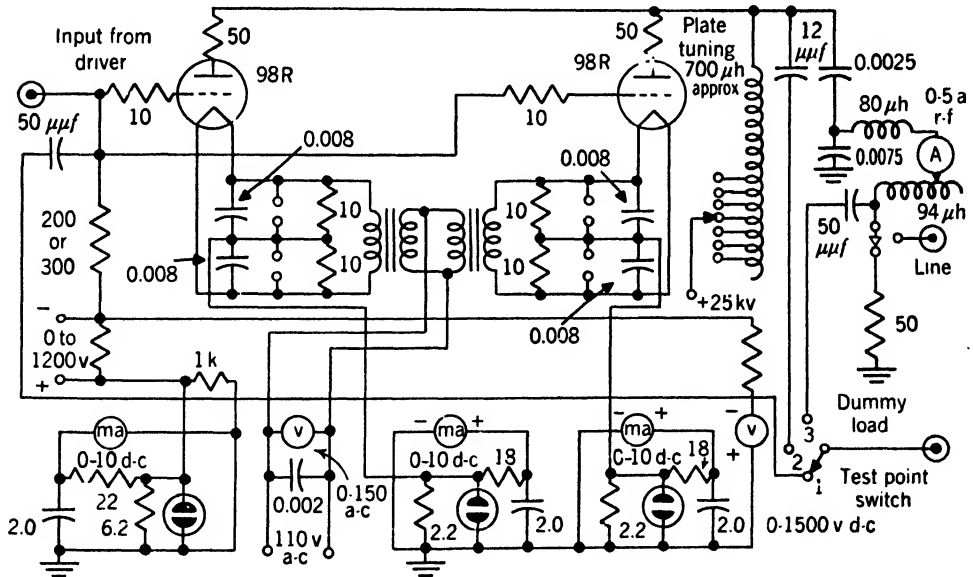 Input from
driver
50
98R
10
50 μμf
200
or
300
−
0 to
1200 v
+
1 k
0.008
0.008
10
10
50
98R
10
0.008
10
10
0.008
Plate
tuning
700 μh
approx
12
μμf
0.0025
80 μh
0-5 a
r-f
A
0.0075
94 μh
50
μμf
Line
+25 kv
50
Dummy
load
3
2
1
Test point
switch
0-1500 v d-c
ma
0-10 d-c
22
6.2
2.0
v
0.002
0-150
a-c
110 v
a-c
− +
ma
0-10 d-c
18
2.2
2.0
− +
ma
0-10 d-c
18
2.2
2.0
−
v
+